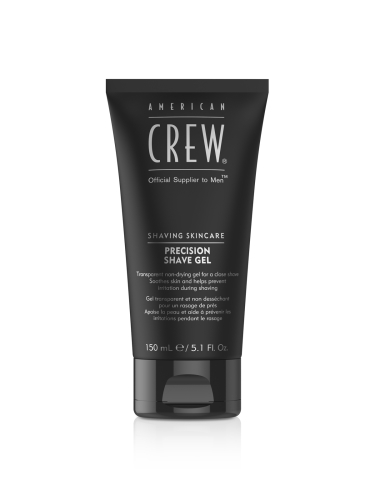 AMERICAN
CREW®
Official Supplier to Men™
SHAVING SKINCARE
PRECISION
SHAVE GEL
Transparent non-drying gel for a close shave
Soothes skin and helps prevent
irritation during shaving
Gel transparent et non desséchant
pour un rasage de près
Apaise la peau et aide à prévenir les
irritations pendant le rasage
150 mL ℮/5.1 Fl. Oz.